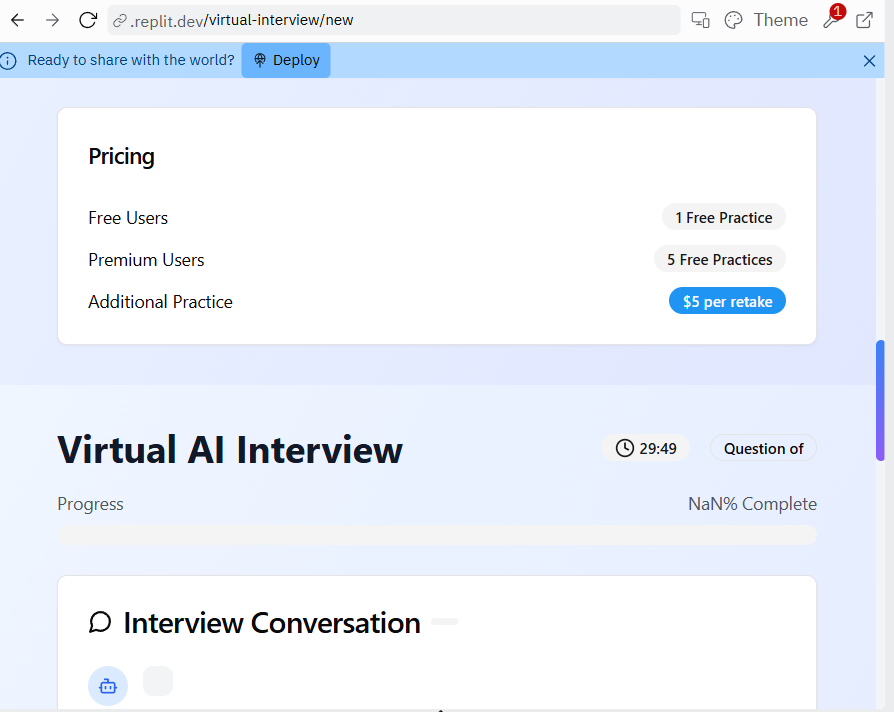 .replit.dev/virtual-interview/new
Theme
1
Ready to share with the world?
Deploy
Pricing
Free Users
1 Free Practice
Premium Users
5 Free Practices
Additional Practice
$5 per retake
Virtual AI Interview
29:49
Question of
Progress
NaN% Complete
Interview Conversation